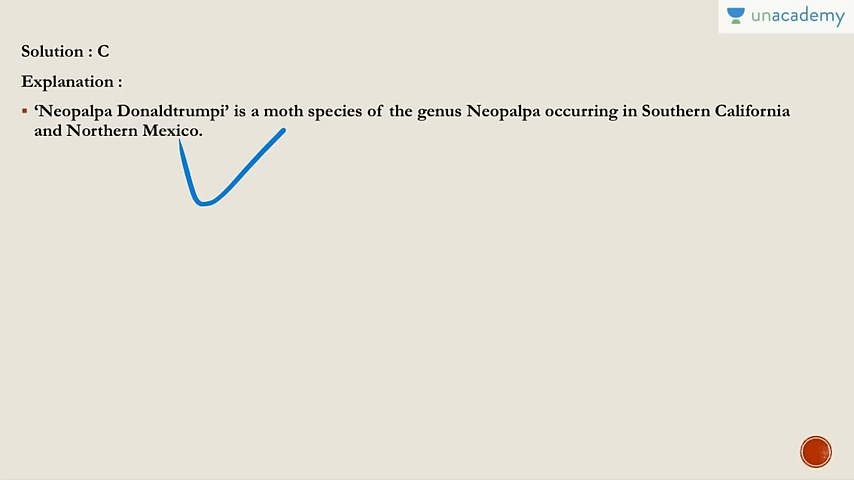 unacademy
Solution : C
Explanation :
▪ ‘Neopalpa Donaldtrumpi’ is a moth species of the genus Neopalpa occurring in Southern California
and Northern Mexico.